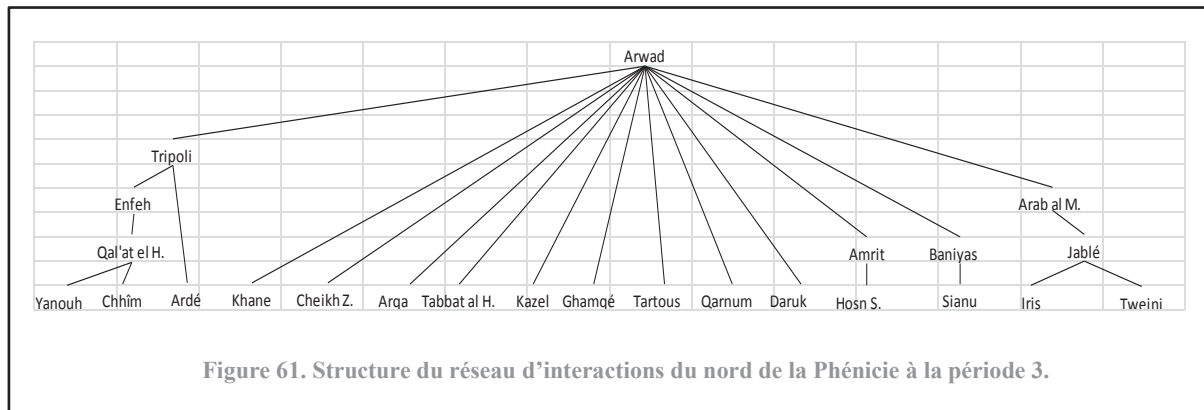 Arwad
Tripoli
Enfeh Arab al M.
Qal'at el H. Amrit Baniyas Jablé
Yanouh Chhîm Ardé Khane Cheikh Z. Arqa Tabbat al H. Kazel Ghamqé Tartous Qarnum Daruk Hosn S. Sianu Iris Tweini
Figure 61. Structure du réseau d'interactions du nord de la Phénicie à la période 3.